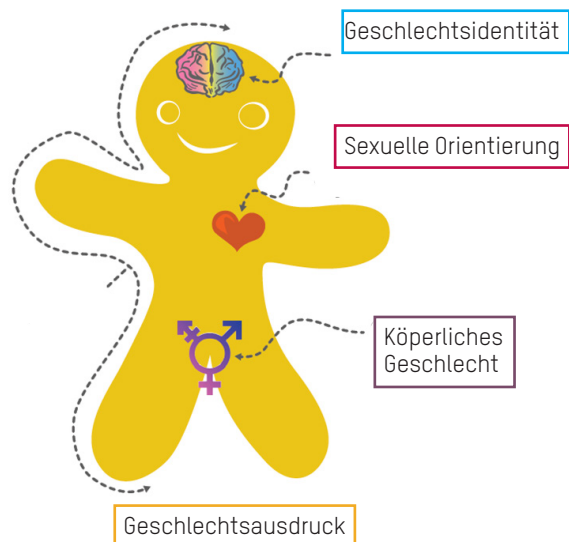 Geschlechtsidentität
Sexuelle Orientierung
Köperliches
Geschlecht
Geschlechtsausdruck